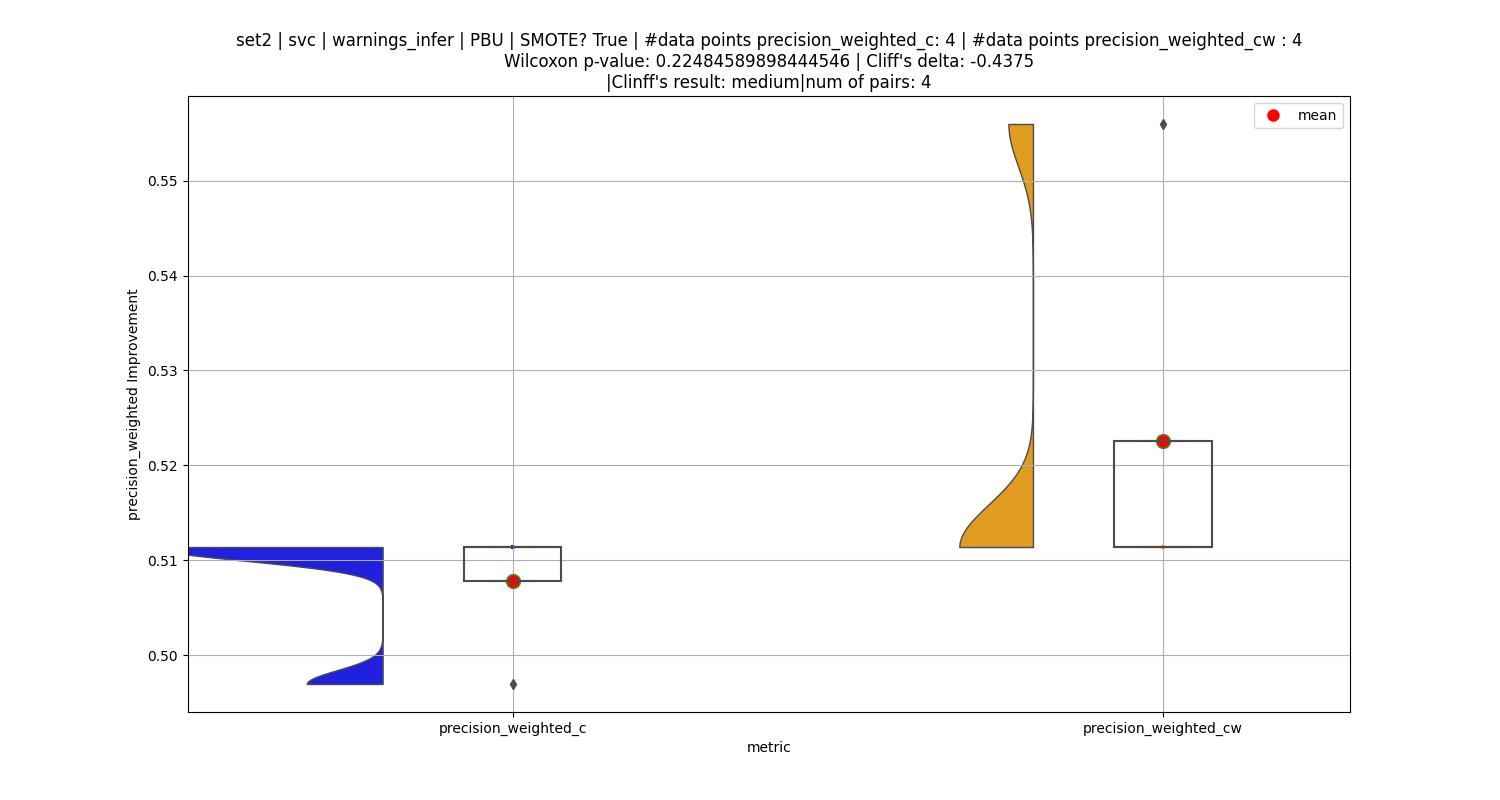 set2 | svc | warnings_infer | PBU | SMOTE? True | #data points precision_weighted_c: 4 | #data points precision_weighted_cw : 4
Wilcoxon p-value: 0.22484589898444546 | Cliff's delta: -0.4375
|Clinff's result: medium|num of pairs: 4
mean
0.55
0.54
0.53
0.52
0.51
0.50
precision_weighted Improvement
precision_weighted_c
precision_weighted_cw
metric